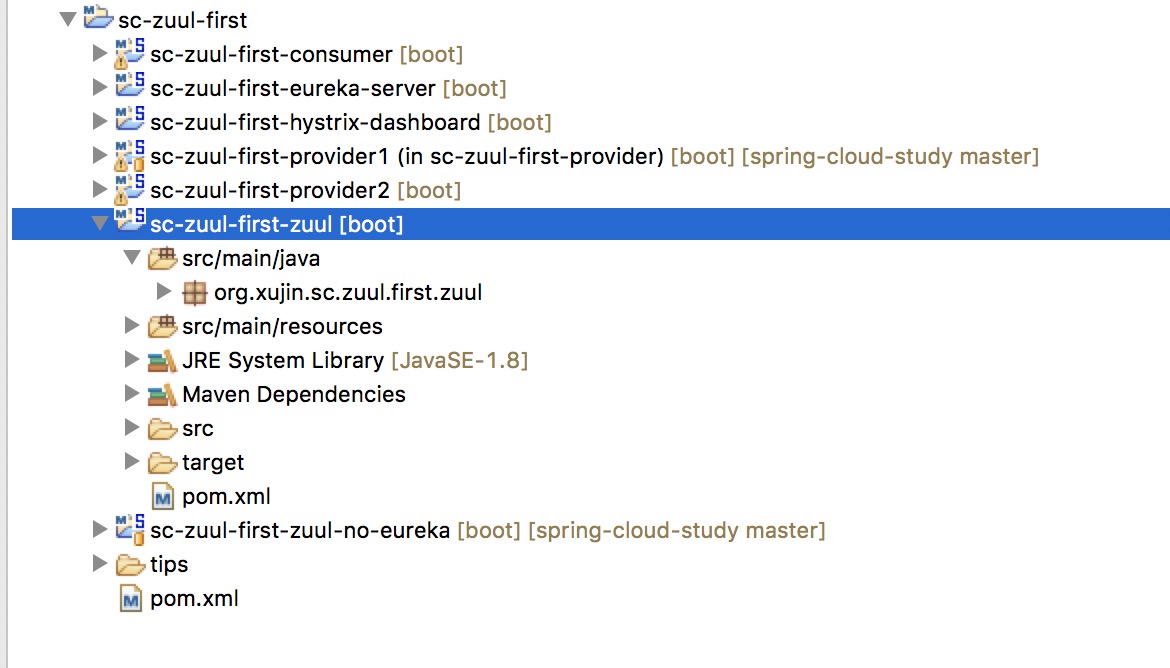 sc-zuul-first
sc-zuul-first-consumer [boot]
sc-zuul-first-eureka-server [boot]
sc-zuul-first-hystrix-dashboard [boot]
sc-zuul-first-provider1 (in sc-zuul-first-provider) [boot] [spring-cloud-study master]
sc-zuul-first-provider2 [boot]
sc-zuul-first-zuul [boot]
src/main/java
org.xujin.sc.zuul.first.zuul
src/main/resources
JRE System Library [JavaSE-1.8]
Maven Dependencies
src
target
pom.xml
sc-zuul-first-zuul-no-eureka [boot] [spring-cloud-study master]
tips
pom.xml